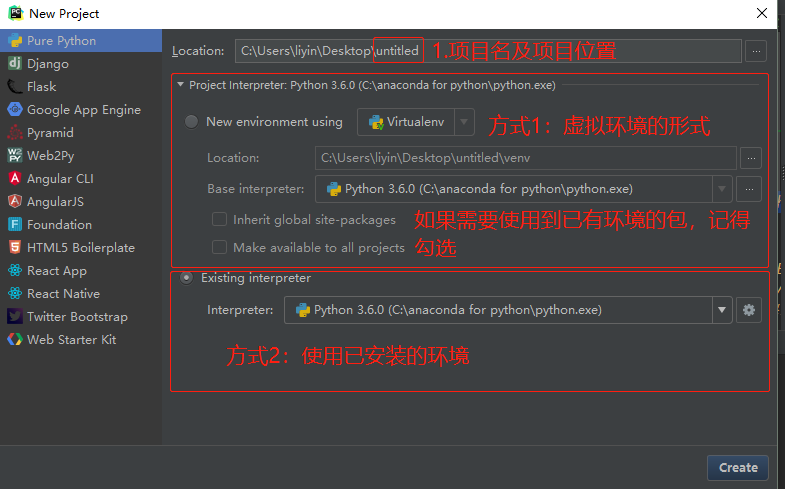 New Project
Pure Python
Django
Flask
Google App Engine
Pyramid
Web2Py
Angular CLI
AngularJS
Foundation
HTML5 Boilerplate
React App
React Native
Twitter Bootstrap
Web Starter Kit
Location: C:\Users\liyin\Desktop\untitled 1.项目名及项目位置 ...
Project Interpreter: Python 3.6.0 (C:\anaconda for python\python.exe)
New environment using Virtualenv 方式1：虚拟环境的形式
Location: C:\Users\liyin\Desktop\untitled\venv ...
Base interpreter: Python 3.6.0 (C:\anaconda for python\python.exe) ...
Inherit global site-packages 如果需要使用到已有环境的包，记得
Make available to all projects 勾选
Existing interpreter
Interpreter: Python 3.6.0 (C:\anaconda for python\python.exe)
方式2：使用已安装的环境
Create